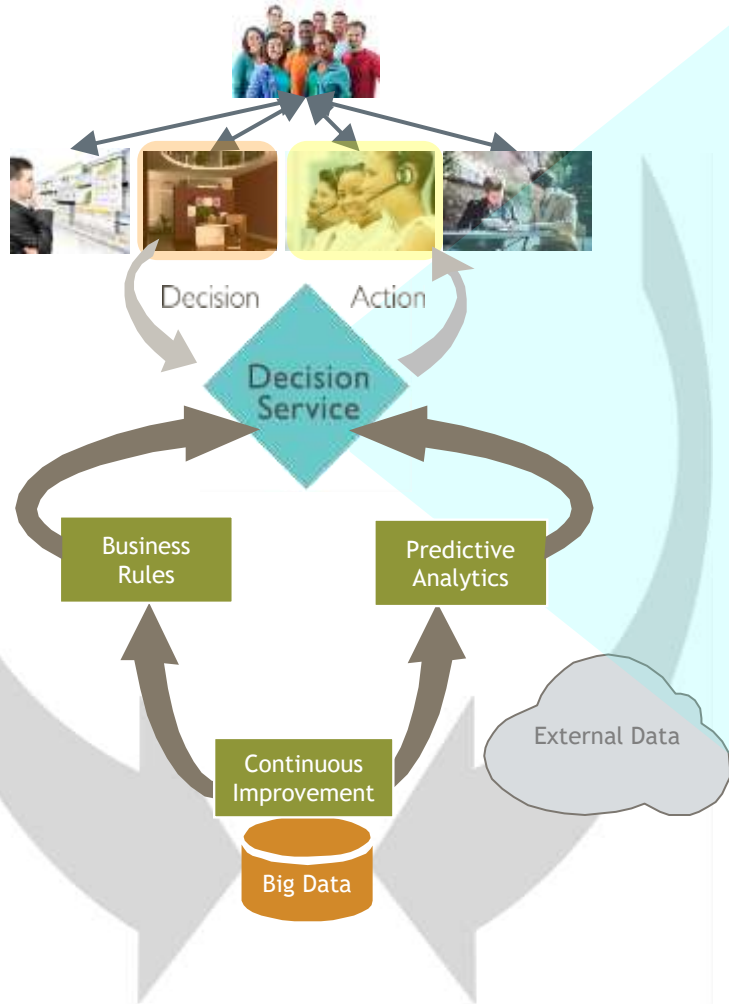 Decision
Action
Decision
Service
Business
Rules
Predictive
Analytics
External Data
Continuous
Improvement
Big Data